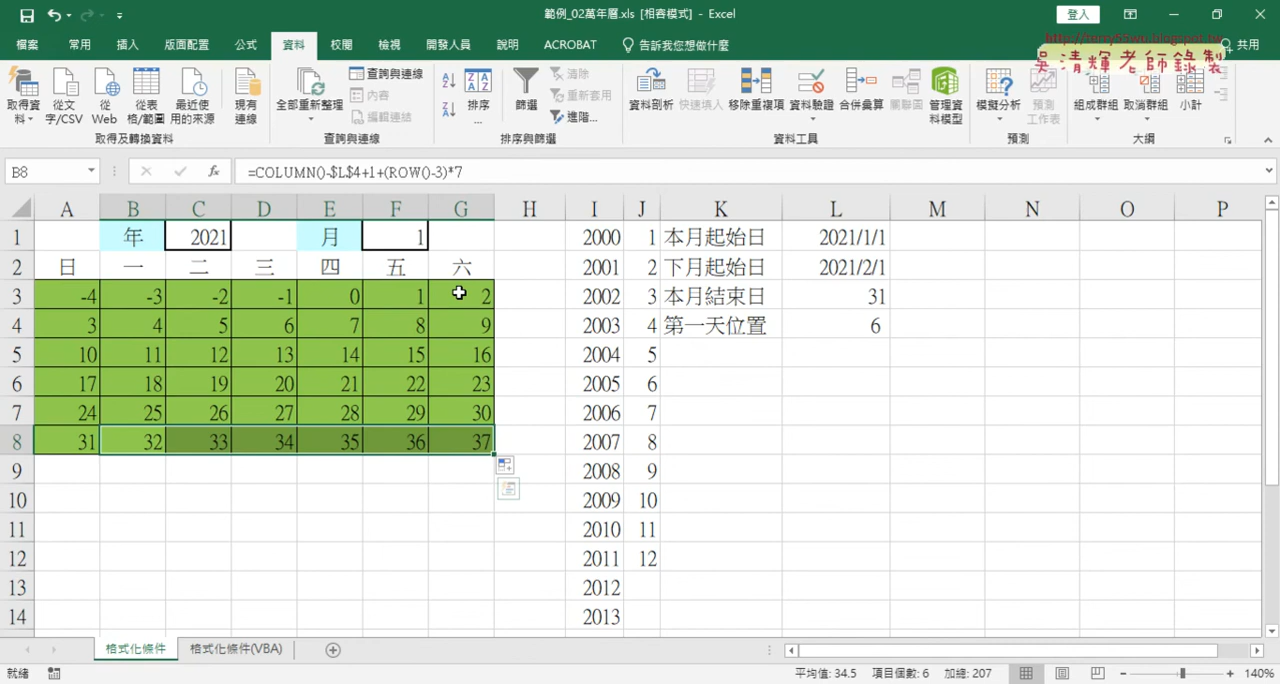 範例_02萬年曆.xls [相容模式] - Excel
登入
檔案 常用 插入 版面配置 公式 資料 校閱 檢視 開發人員 說明 ACROBAT 告訴我您想做什麼 共用
http://terry55wu.blogspot.tw
吳清輝老師錄製
取得資料 從文字/CSV 從 Web 從表格/範圍 最近使用的來源 現有連線
取得及轉換資料
全部重新整理 查詢與連線 內容 編輯連結
查詢與連線
排序... 篩選 清除 重新套用 進階...
排序與篩選
資料剖析 快速填入 移除重複項 資料驗證 合併彙算 關聯圖 管理資料模型
資料工具
模擬分析 預測工作表
預測
組成群組 取消群組 小計
大綱
B8 fx =COLUMN()-$L$4+1+(ROW()-3)*7
A B C D E F G H I J K L M N O P
1 年 2021 月 1 2000 1 本月起始日 2021/1/1
2 日 一 二 三 四 五 六 2001 2 下月起始日 2021/2/1
3 -4 -3 -2 -1 0 1 2 2002 3 本月結束日 31
4 3 4 5 6 7 8 9 2003 4 第一天位置 6
5 10 11 12 13 14 15 16 2004 5
6 17 18 19 20 21 22 23 2005 6
7 24 25 26 27 28 29 30 2006 7
8 31 32 33 34 35 36 37 2007 8
9 2008 9
10 2009 10
11 2010 11
12 2011 12
13 2012
14 2013
格式化條件 格式化條件(VBA)
就緒 平均值: 34.5 項目個數: 6 加總: 207 140%